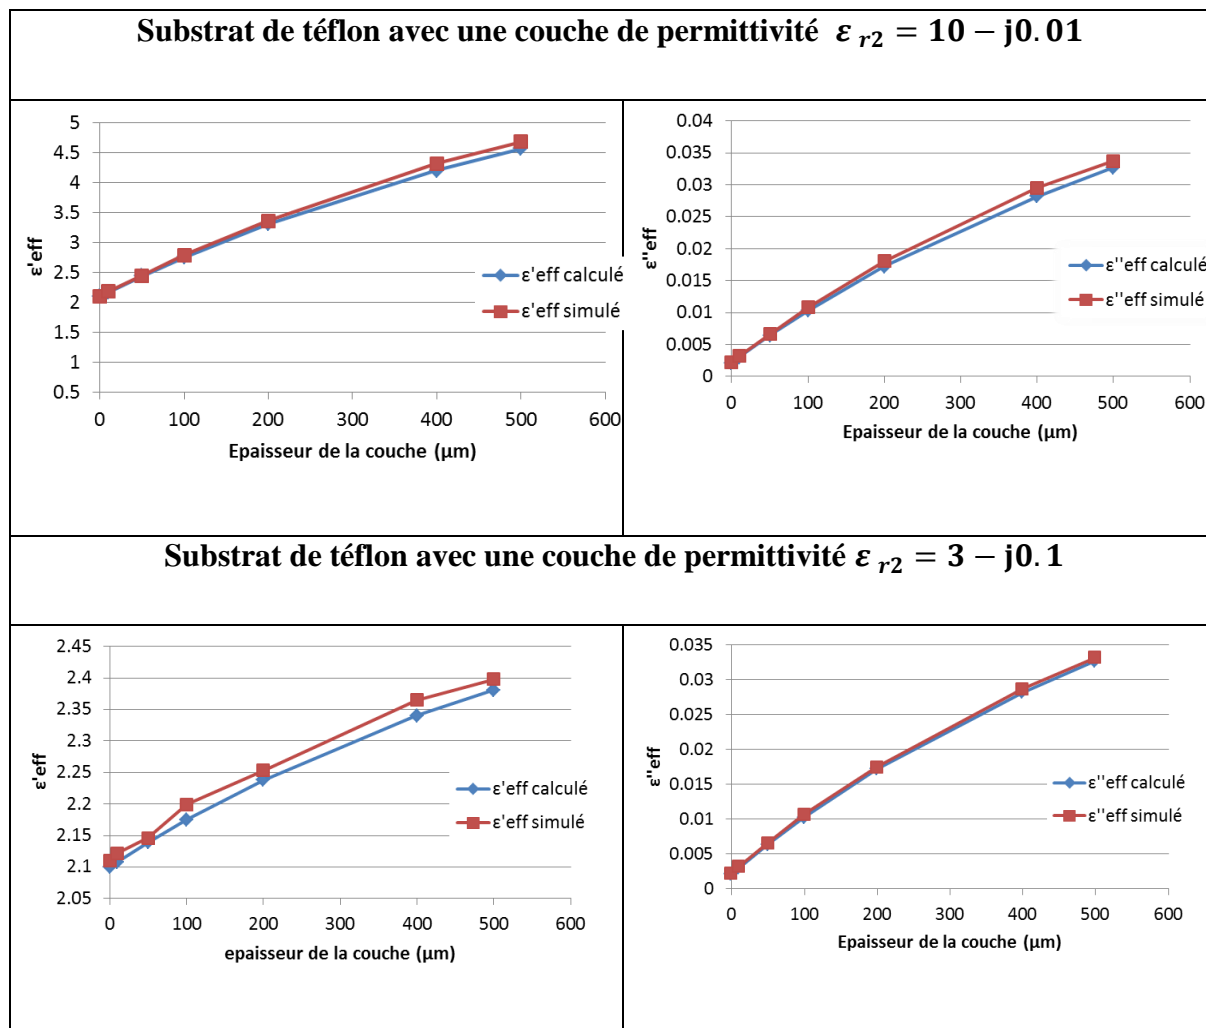 Substrat de téflon avec une couche de permittivité ε r2 = 10 − j0.01
5
4.5
4
3.5
3
2.5
2
1.5
1
0.5
ε'eff
0 100 200 300 400 500 600
Epaisseur de la couche (µm)
ε'eff calculé
ε'eff simulé
0.04
0.035
0.03
0.025
0.02
0.015
0.01
0.005
0
ε''eff
0 100 200 300 400 500 600
Epaisseur de la couche (µm)
ε''eff calculé
ε''eff simulé
Substrat de téflon avec une couche de permittivité ε r2 = 3 − j0.1
2.45
2.4
2.35
2.3
2.25
2.2
2.15
2.1
2.05
ε'eff
0 100 200 300 400 500 600
epaisseur de la couche (µm)
ε'eff calculé
ε'eff simulé
0.035
0.03
0.025
0.02
0.015
0.01
0.005
0
ε''eff
0 100 200 300 400 500 600
Epaisseur de la couche (µm)
ε''eff calculé
ε''eff simulé